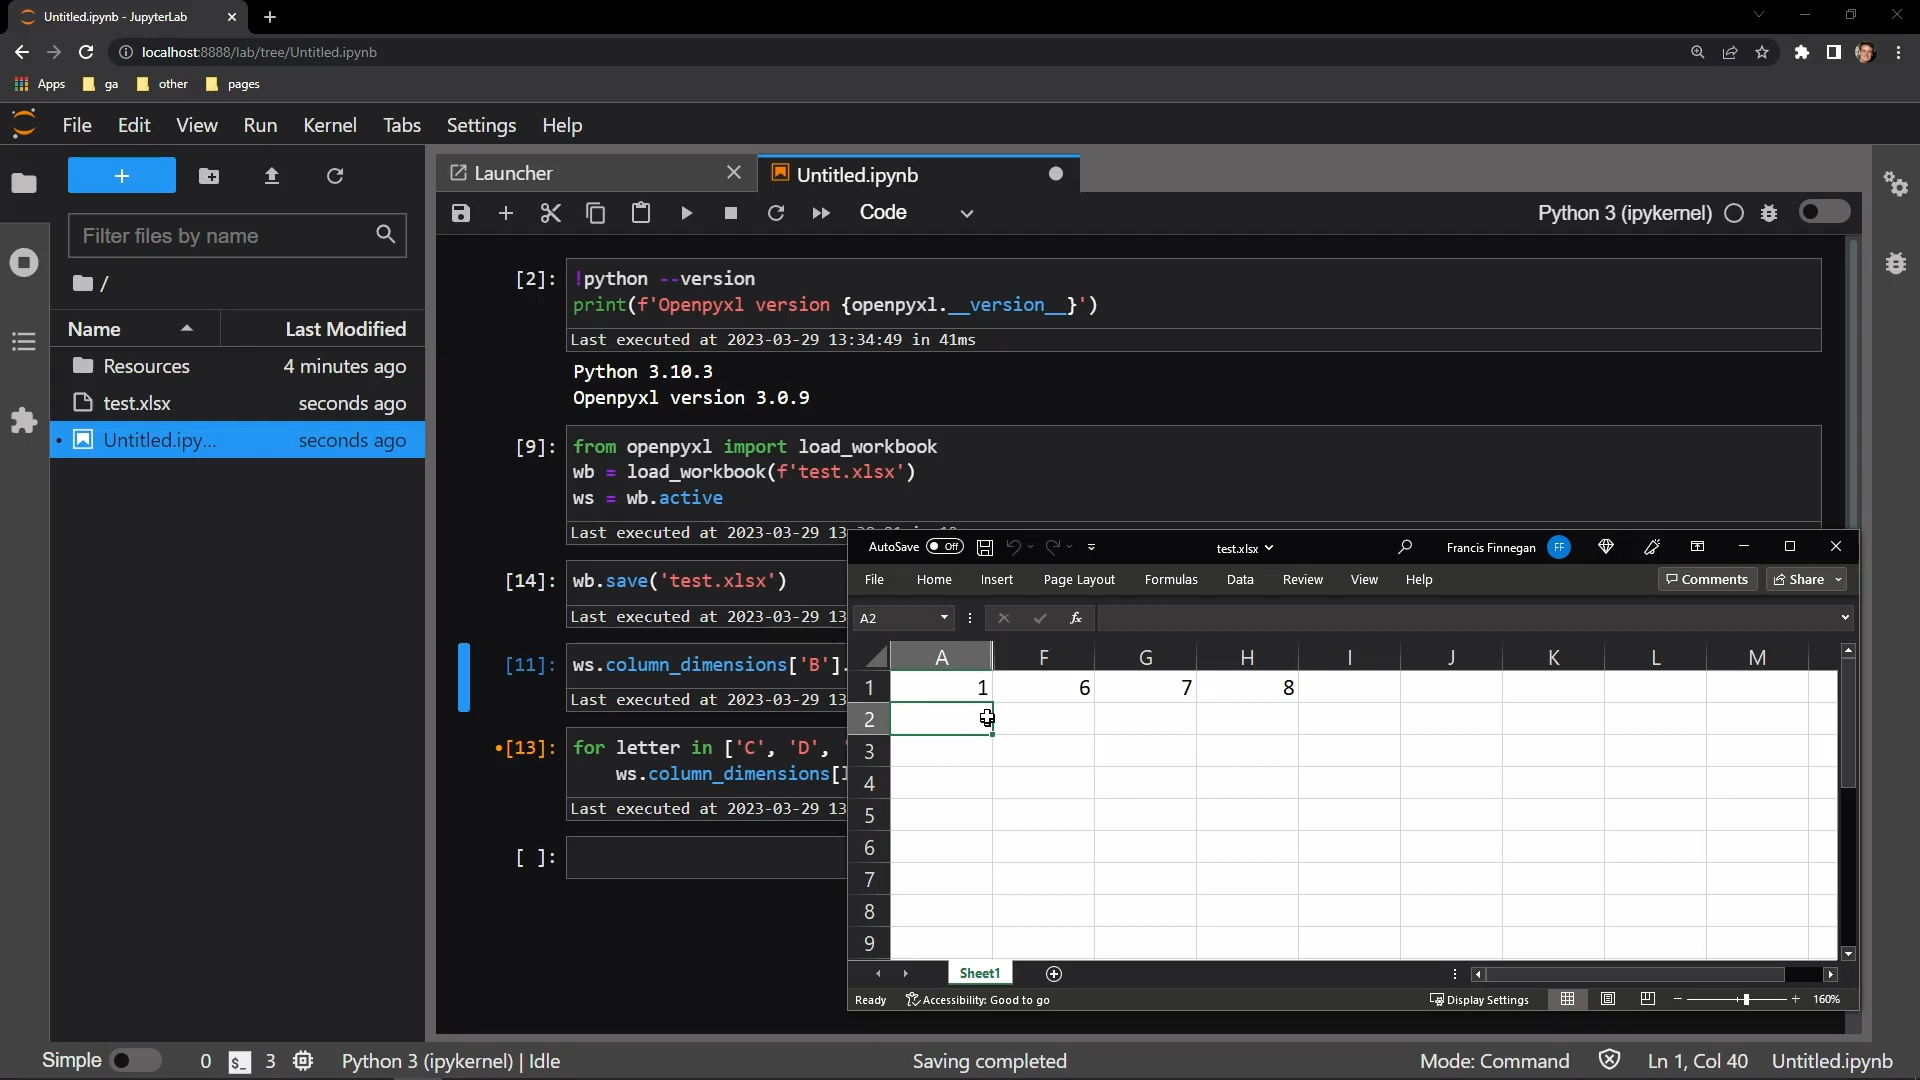 Untitled.ipynb - JupyterLab
localhost:8888/lab/tree/Untitled.ipynb
Apps ga other pages
File Edit View Run Kernel Tabs Settings Help
Launcher
Untitled.ipynb
Filter files by name
Code
Python 3 (ipykernel)
/
Name Last Modified
Resources 4 minutes ago
test.xlsx seconds ago
Untitled.ipy... seconds ago
[2]: !python --version
print(f'Openpyxl version {openpyxl.__version__}')
Last executed at 2023-03-29 13:34:49 in 41ms
Python 3.10.3
Openpyxl version 3.0.9
[9]: from openpyxl import load_workbook
wb = load_workbook(f'test.xlsx')
ws = wb.active
Last executed at 2023-03-29 13
[14]: wb.save('test.xlsx')
Last executed at 2023-03-29 13
[11]: ws.column_dimensions['B'].
Last executed at 2023-03-29 13
[13]: for letter in ['C', 'D', '
ws.column_dimensions[l
Last executed at 2023-03-29 13
[ ]:
AutoSave Off test.xlsx Francis Finnegan FF
File Home Insert Page Layout Formulas Data Review View Help Comments Share
A2 fx
A F G H I J K L M
1 1 6 7 8
2
3
4
5
6
7
8
9
Sheet1
Ready Accessibility: Good to go Display Settings 160%
Simple 0 $_ 3 Python 3 (ipykernel) | Idle Saving completed Mode: Command Ln 1, Col 40 Untitled.ipynb